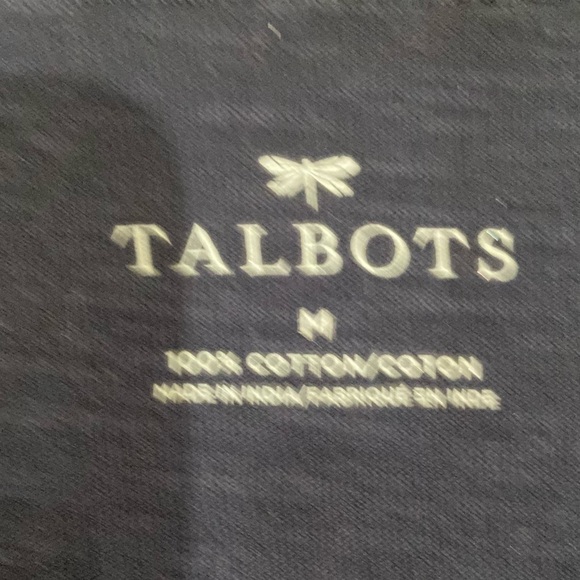 TALBOTS
M
100% COTTON/COTON
MADE IN INDIA/FABRIQUÉ EN INDE